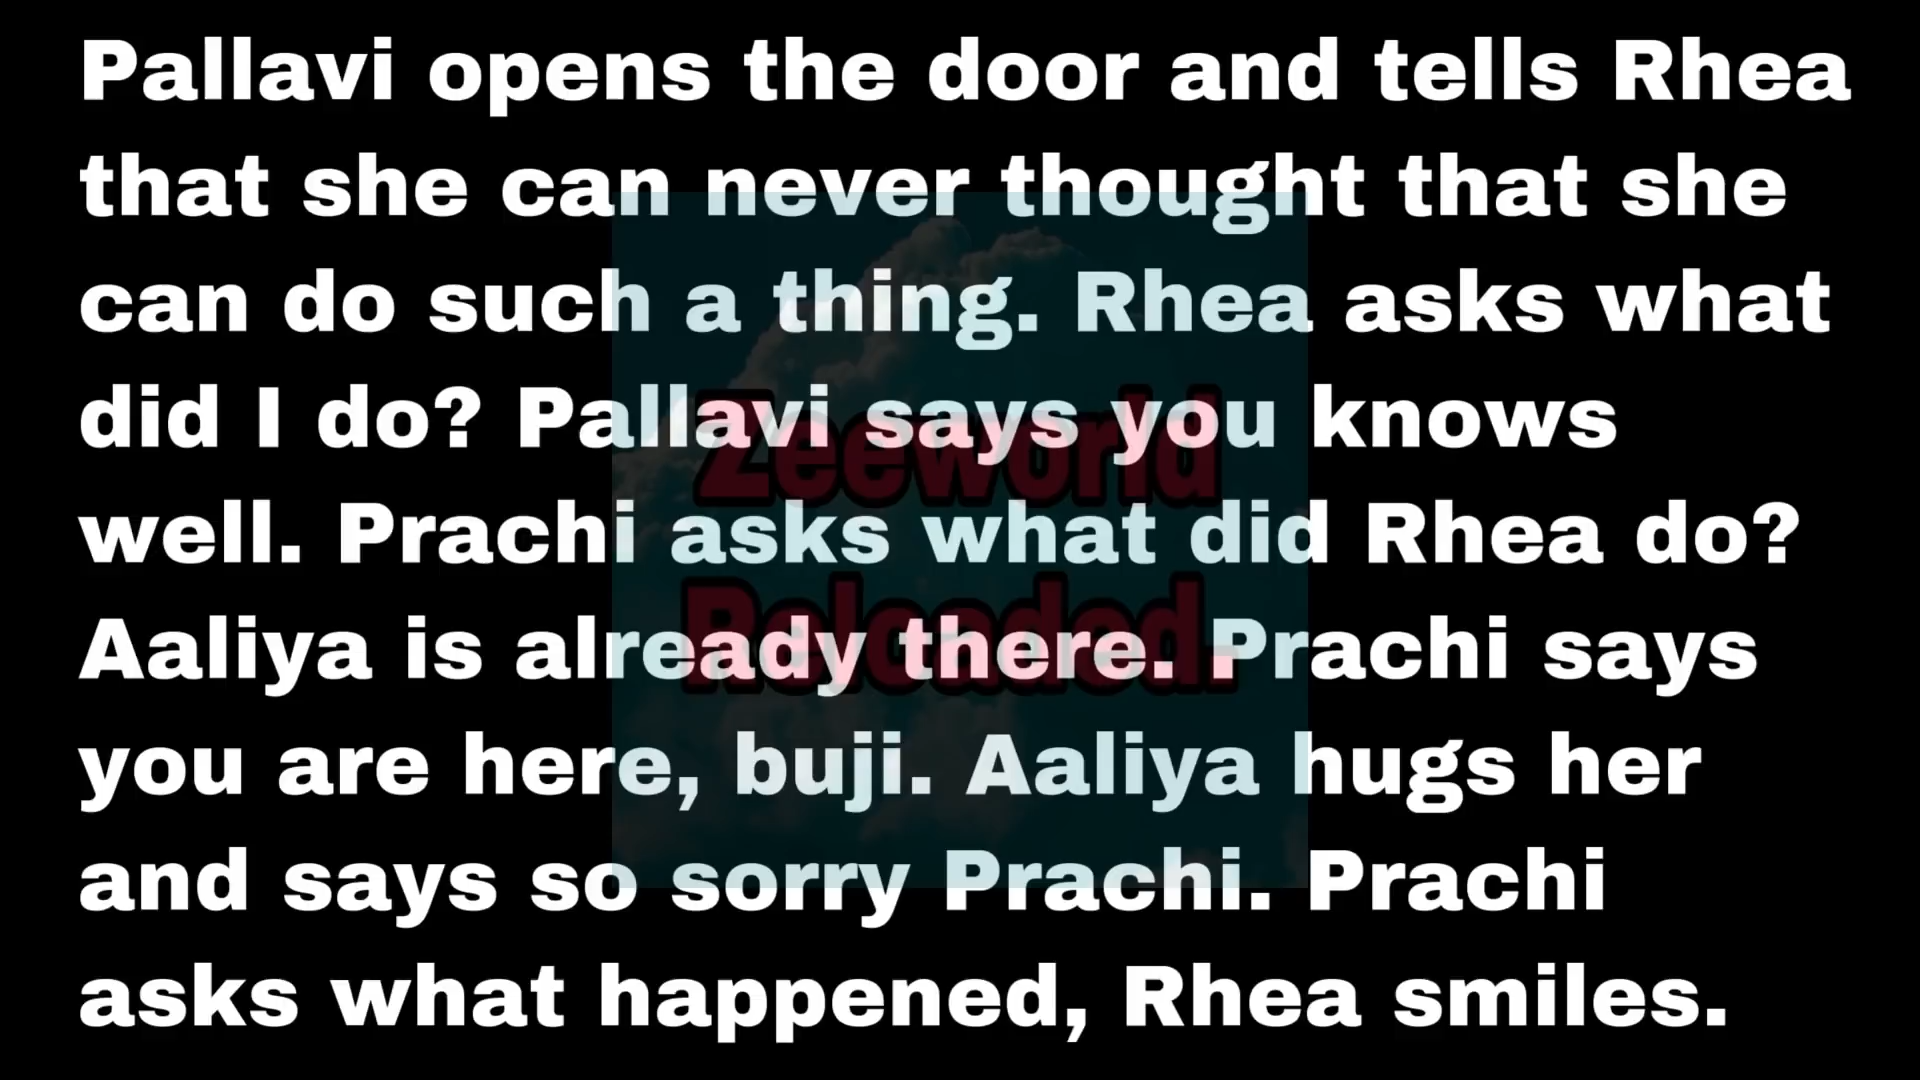 Pallavi opens the door and tells Rhea
that she can never thought that she
can do such a thing. Rhea asks what
did I do? Pallavi says you knows
well. Prachi asks what did Rhea do?
Aaliya is already there. Prachi says
you are here, buji. Aaliya hugs her
and says so sorry Prachi. Prachi
asks what happened, Rhea smiles.
Zeeworld
Reloaded.